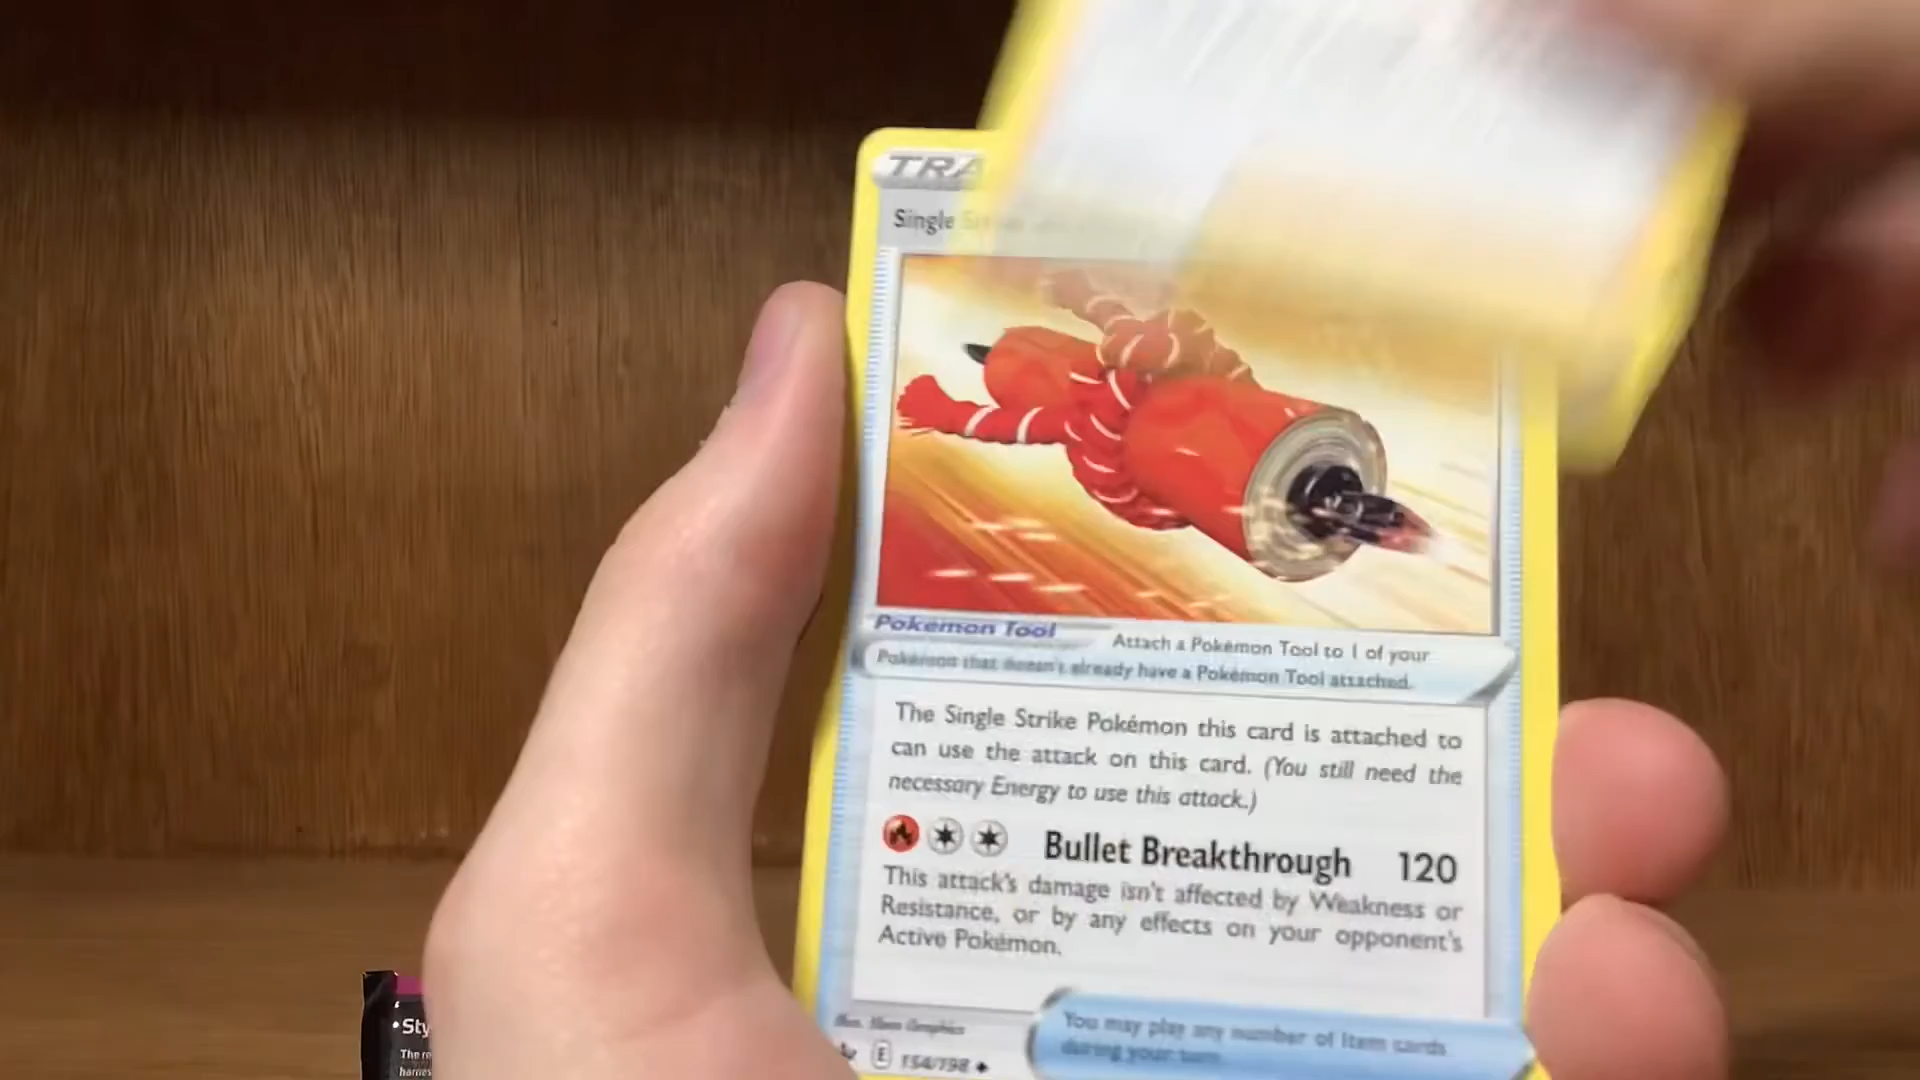 TRA
Single
Pokémon Tool
Attach a Pokémon Tool to 1 of your
Pokémon that doesn't already have a Pokémon Tool attached.
The Single Strike Pokémon this card is attached to
can use the attack on this card. (You still need the
necessary Energy to use this attack.)
Bullet Breakthrough 120
This attack's damage isn't affected by Weakness or
Resistance, or by any effects on your opponent's
Active Pokémon.
You may play any number of Item cards
during your turn.
E 154/198
• Sty
The re
harnes